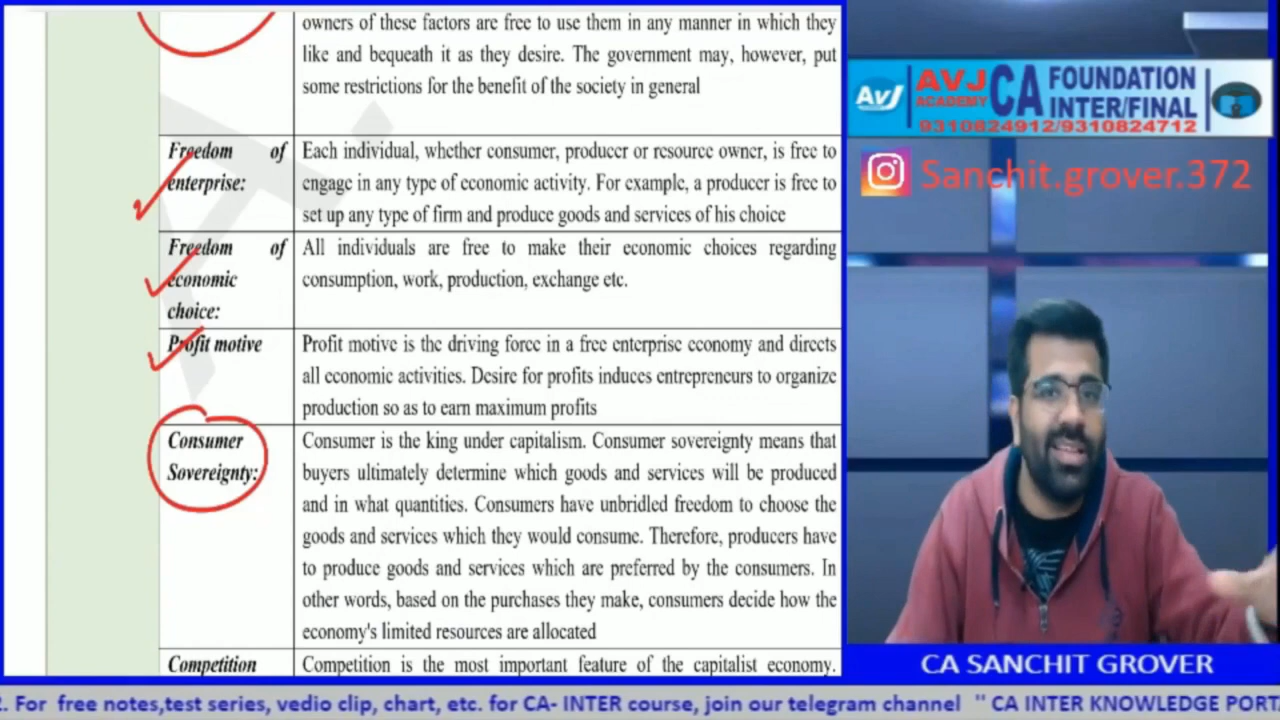 owners of these factors are free to use them in any manner in which they
like and bequeath it as they desire. The government may, however, put
some restrictions for the benefit of the society in general
Freedom of
enterprise:
Each individual, whether consumer, producer or resource owner, is free to
engage in any type of economic activity. For example, a producer is free to
set up any type of firm and produce goods and services of his choice
Freedom of
economic
choice:
All individuals are free to make their economic choices regarding
consumption, work, production, exchange etc.
Profit motive
Profit motive is the driving force in a free enterprise economy and directs
all economic activities. Desire for profits induces entrepreneurs to organize
production so as to earn maximum profits
Consumer
Sovereignty:
Consumer is the king under capitalism. Consumer sovereignty means that
buyers ultimately determine which goods and services will be produced
and in what quantities. Consumers have unbridled freedom to choose the
goods and services which they would consume. Therefore, producers have
to produce goods and services which are preferred by the consumers. In
other words, based on the purchases they make, consumers decide how the
economy's limited resources are allocated
Competition
Competition is the most important feature of the capitalist economy.
AVJ
AVJ
ACADEMY
CA
FOUNDATION
INTER/FINAL
9310824912/9310824712
Sanchit.grover.372
CA SANCHIT GROVER
2. For free notes,test series, vedio clip, chart, etc. for CA- INTER course, join our telegram channel " CA INTER KNOWLEDGE PORT